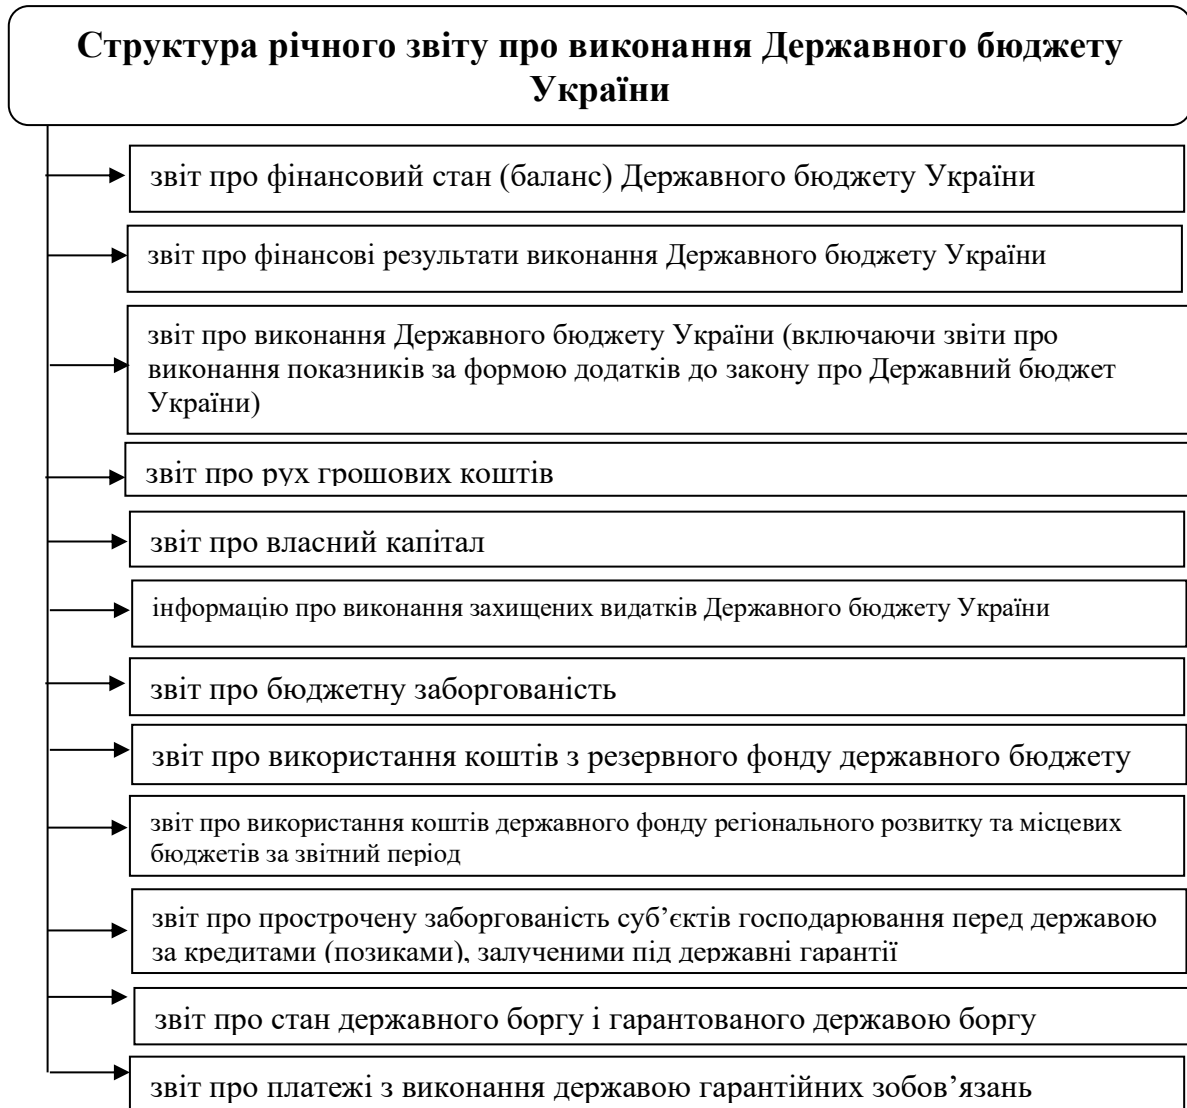 Структура річного звіту про виконання Державного бюджету
України
звіт про фінансовий стан (баланс) Державного бюджету України
звіт про фінансові результати виконання Державного бюджету України
звіт про виконання Державного бюджету України (включаючи звіти про
виконання показників за формою додатків до закону про Державний бюджет
України)
звіт про рух грошових коштів
звіт про власний капітал
інформацію про виконання захищених видатків Державного бюджету України
звіт про бюджетну заборгованість
звіт про використання коштів з резервного фонду державного бюджету
звіт про використання коштів державного фонду регіонального розвитку та місцевих
бюджетів за звітний період
звіт про прострочену заборгованість суб’єктів господарювання перед державою
за кредитами (позиками), залученими під державні гарантії
звіт про стан державного боргу і гарантованого державою боргу
звіт про платежі з виконання державою гарантійних зобов’язань